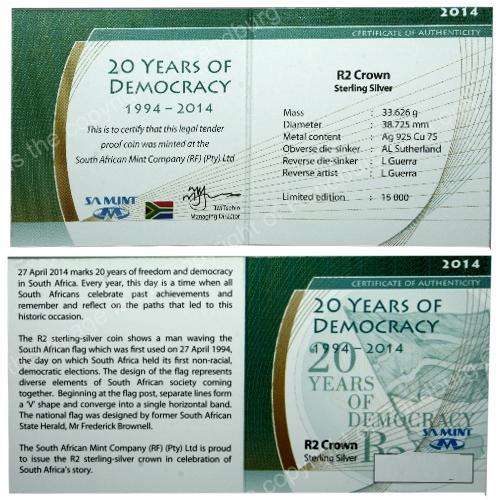 2014
CERTIFICATE OF AUTHENTICITY
20 YEARS OF
DEMOCRACY
1994 – 2014
This is to certify that this legal tender
proof coin was minted at the
South African Mint Company (RF) (Pty) Ltd
SA MINT
Managing Director
R2 Crown
Sterling Silver
Mass : 33.626 g
Diameter : 38.725 mm
Metal content : Ag 925 Cu 75
Obverse die-sinker : AL Sutherland
Reverse die-sinker : L Guerra
Reverse artist : L Guerra
Limited edition : 15 000
27 April 2014 marks 20 years of freedom and democracy
in South Africa. Every year, this day is a time when all
South Africans celebrate past achievements and
remember and reflect on the paths that led to this
historic occasion.
The R2 sterling-silver coin shows a man waving the
South African flag which was first used on 27 April 1994,
the day on which South Africa held its first non-racial,
democratic elections. The design of the flag represents
diverse elements of South African society coming
together. Beginning at the flag post, separate lines form
a 'V' shape and converge into a single horizontal band.
The national flag was designed by former South African
State Herald, Mr Frederick Brownell.
The South African Mint Company (RF) (Pty) Ltd is proud
to issue the R2 sterling-silver crown in celebration of
South Africa's story.
2014
CERTIFICATE OF AUTHENTICITY
20 YEARS OF
DEMOCRACY
1994 – 2014
20
YEARS
OF
DEMOCRACY
R2
R2 Crown
Sterling Silver
SA MINT